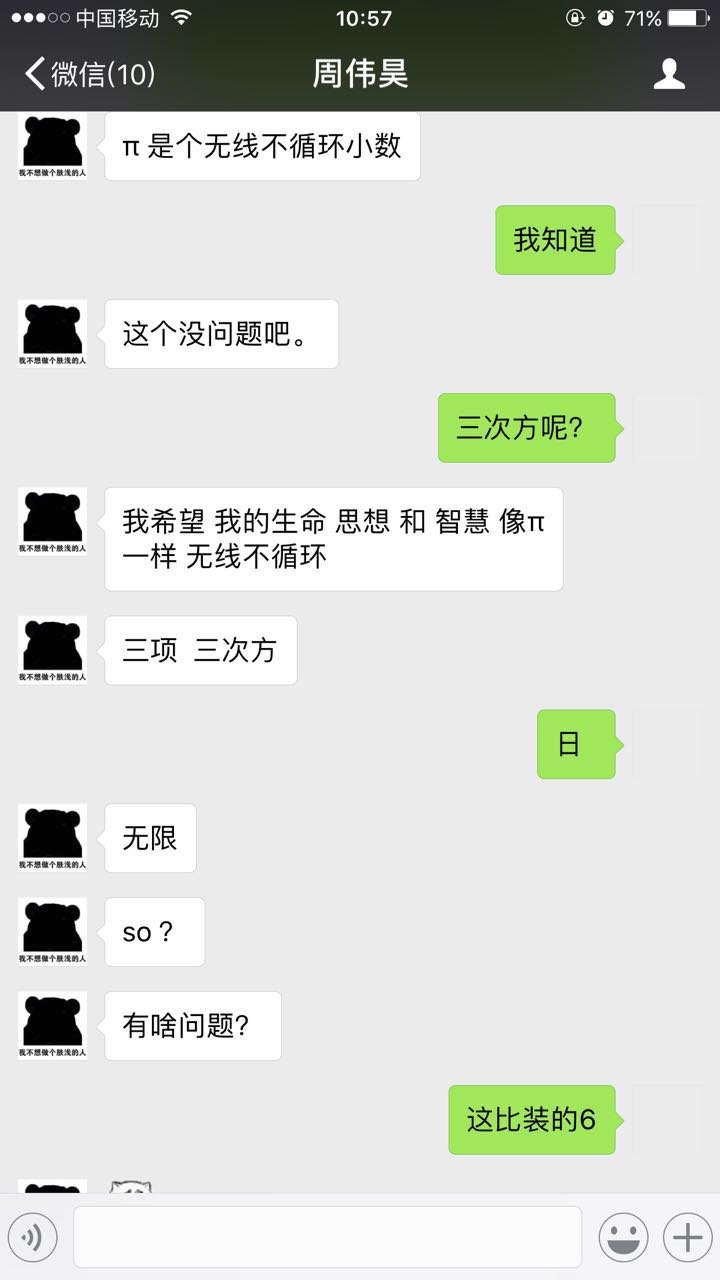 中国移动 10:57 71%
微信(10) 周伟昊
我不想做个肤浅的人
π 是个无线不循环小数
我知道
这个没问题吧。
我不想做个肤浅的人
三次方呢?
我希望 我的生命 思想 和 智慧 像π
一样 无线不循环
我不想做个肤浅的人
三项 三次方
我不想做个肤浅的人
日
无限
我不想做个肤浅的人
so ?
我不想做个肤浅的人
有啥问题?
我不想做个肤浅的人
这比装的6